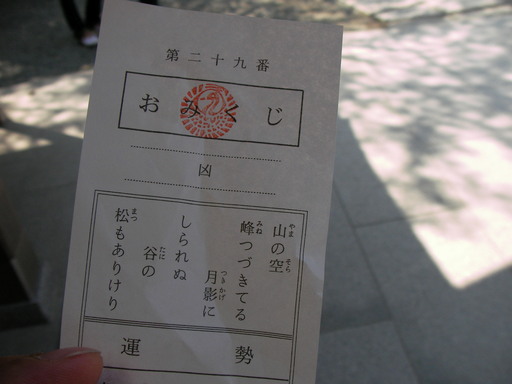 第二十九番
おみくじ
凶
山の空
峰つづきてる
月影に
しられぬ
谷の
松もありけり
運勢